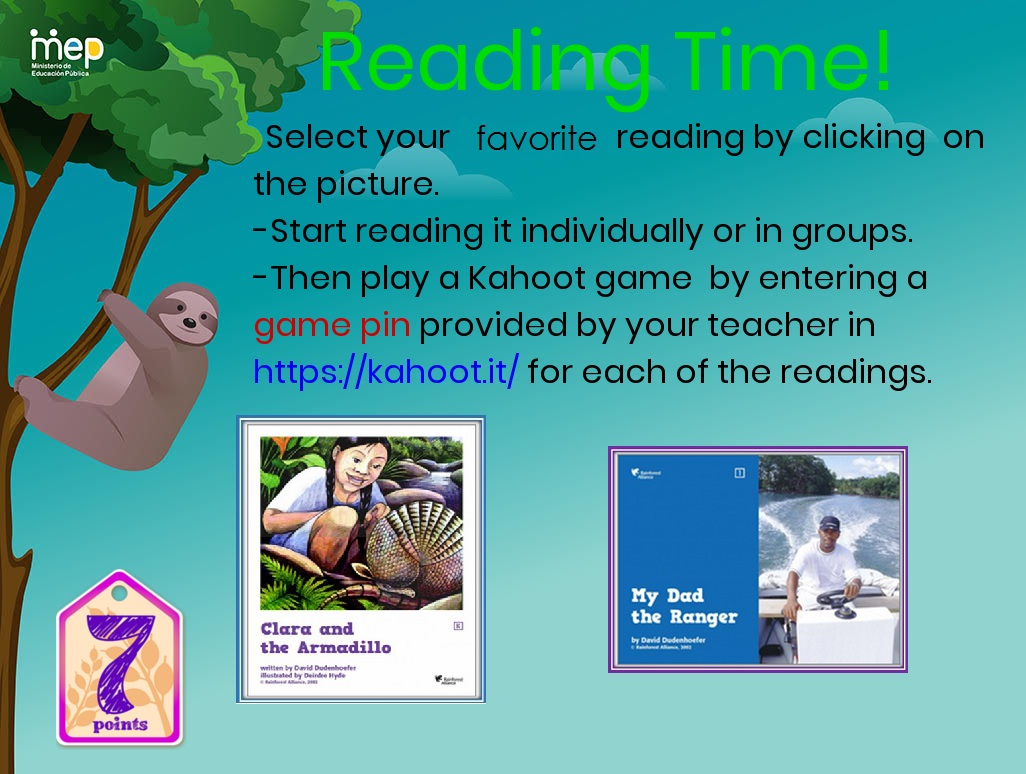 mep
Ministerio de
Educación Pública
Reading Time!
-Select your favorite reading by clicking on
the picture.
-Start reading it individually or in groups.
-Then play a Kahoot game by entering a
game pin provided by your teacher in
https://kahoot.it/ for each of the readings.
Clara and
the Armadillo
K
written by David Dudenhoefer
illustrated by Deirdre Hyde
© Rainforest Alliance, 2002
Rainforest
Alliance
Rainforest
Alliance
My Dad
the Ranger
by David Dudenhoefer
© Rainforest Alliance, 2002
7
points